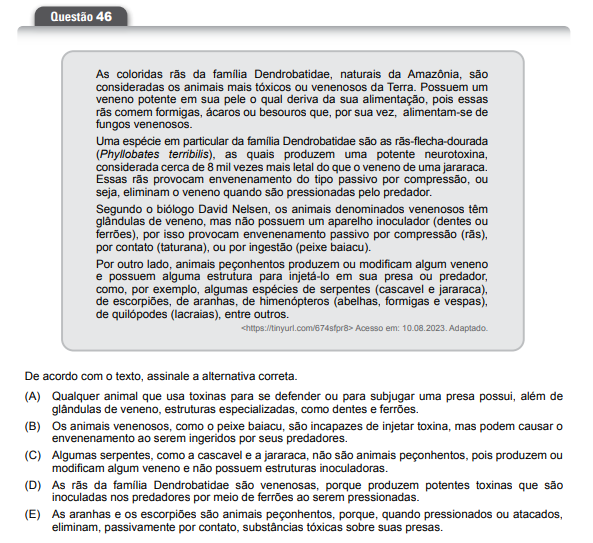 Questão 46
As coloridas rãs da família Dendrobatidae, naturais da Amazônia, são
consideradas os animais mais tóxicos ou venenosos da Terra. Possuem um
veneno potente em sua pele o qual deriva da sua alimentação, pois essas
rãs comem formigas, ácaros ou besouros que, por sua vez, alimentam-se de
fungos venenosos.
Uma espécie em particular da família Dendrobatidae são as rãs-flecha-dourada
(Phyllobates terribilis), as quais produzem uma potente neurotoxina,
considerada cerca de 8 mil vezes mais letal do que o veneno de uma jararaca.
Essas rãs provocam envenenamento do tipo passivo por compressão, ou
seja, eliminam o veneno quando são pressionadas pelo predador.
Segundo o biólogo David Nelsen, os animais denominados venenosos têm
glândulas de veneno, mas não possuem um aparelho inoculador (dentes ou
ferrões), por isso provocam envenenamento passivo por compressão (rãs),
por contato (taturana), ou por ingestão (peixe baiacu).
Por outro lado, animais peçonhentos produzem ou modificam algum veneno
e possuem alguma estrutura para injetá-lo em sua presa ou predador,
como, por exemplo, algumas espécies de serpentes (cascavel e jararaca),
de escorpiões, de aranhas, de himenópteros (abelhas, formigas e vespas),
de quilópodes (lacraias), entre outros.
<https://tinyurl.com/674sfpr8> Acesso em: 10.08.2023. Adaptado.
De acordo com o texto, assinale a alternativa correta.
(A) Qualquer animal que usa toxinas para se defender ou para subjugar uma presa possui, além de
glândulas de veneno, estruturas especializadas, como dentes e ferrões.
(B) Os animais venenosos, como o peixe baiacu, são incapazes de injetar toxina, mas podem causar o
envenenamento ao serem ingeridos por seus predadores.
(C) Algumas serpentes, como a cascavel e a jararaca, não são animais peçonhentos, pois produzem ou
modificam algum veneno e não possuem estruturas inoculadoras.
(D) As rãs da família Dendrobatidae são venenosas, porque produzem potentes toxinas que são
inoculadas nos predadores por meio de ferrões ao serem pressionadas.
(E) As aranhas e os escorpiões são animais peçonhentos, porque, quando pressionados ou atacados,
eliminam, passivamente por contato, substâncias tóxicas sobre suas presas.